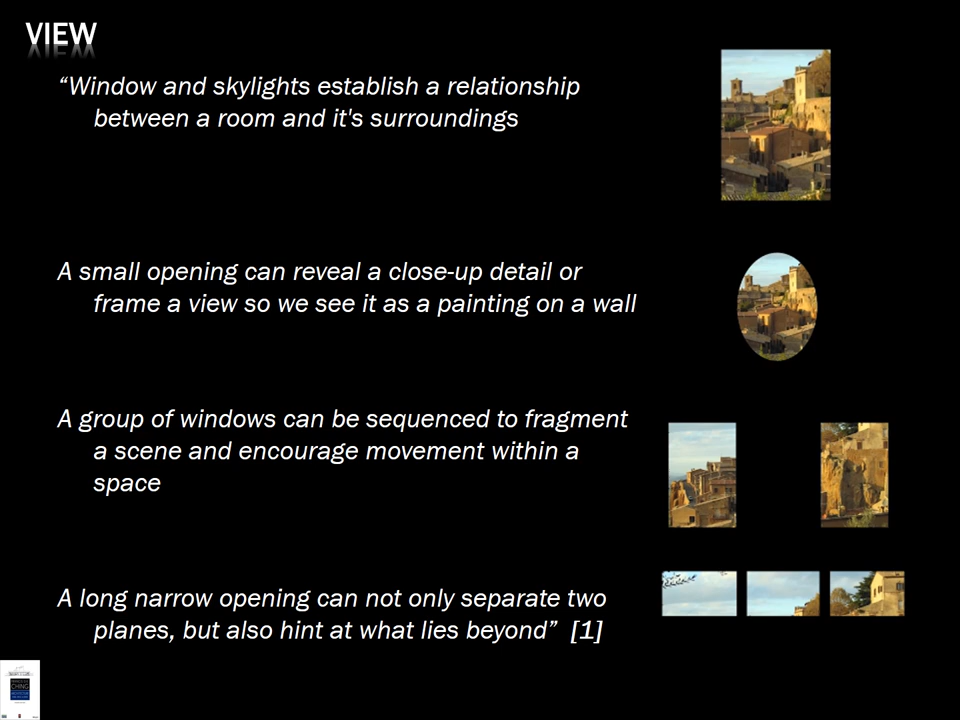 VIEW
“Window and skylights establish a relationship
between a room and it's surroundings
A small opening can reveal a close-up detail or
frame a view so we see it as a painting on a wall
A group of windows can be sequenced to fragment
a scene and encourage movement within a
space
A long narrow opening can not only separate two
planes, but also hint at what lies beyond” [1]
CHING